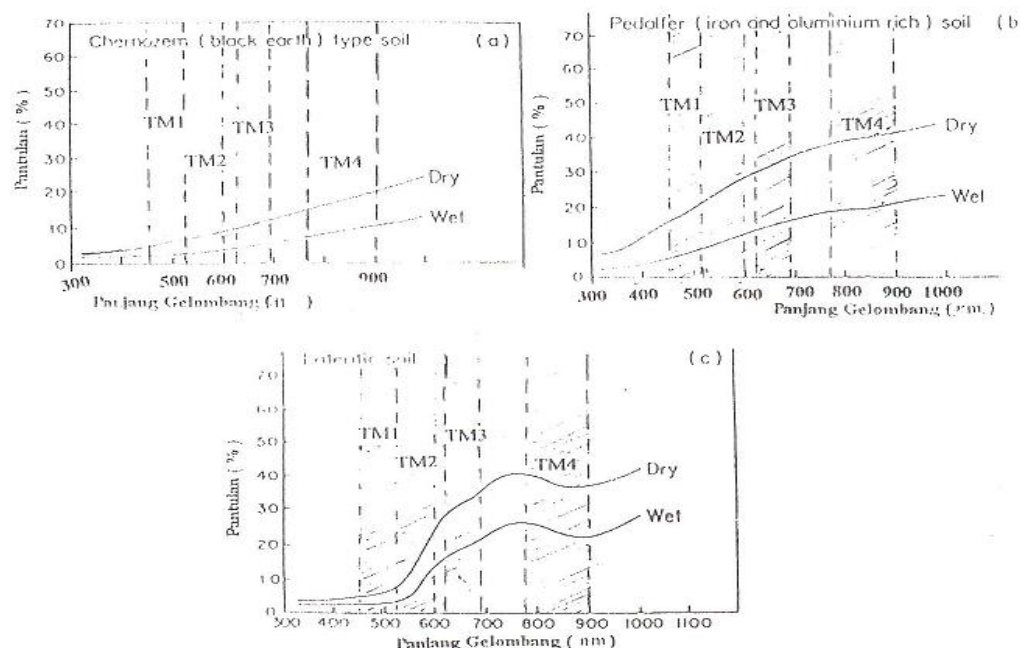 Chernozem (black earth) type soil (a)
70
60
50
40
30
20
10
0
Pantulan (%)
TM1
TM2
TM3
TM4
Dry
Wet
300
500
600
700
900
Panjang Gelombang (
Pedalfer (iron and aluminium rich) soil (b
70
60
50
40
30
20
10
0
Pantulan (%)
TM1
TM2
TM3
TM4
Dry
Wet
300
400
500
600
700
800
900
1000
Panjang Gelombang (
Lateritic soil (c)
70
60
50
40
30
20
10
0
Pantulan (%)
TM1
TM2
TM3
TM4
Dry
Wet
300
400
500
600
700
800
900
1000
1100
Panjang Gelombang (nm)